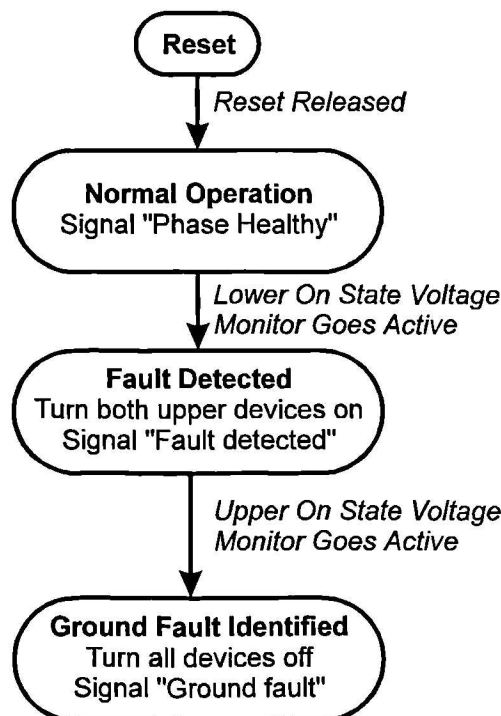 Reset
Reset Released
Normal Operation
Signal "Phase Healthy"
Lower On State Voltage
Monitor Goes Active
Fault Detected
Turn both upper devices on
Signal "Fault detected"
Upper On State Voltage
Monitor Goes Active
Ground Fault Identified
Turn all devices off
Signal "Ground fault"